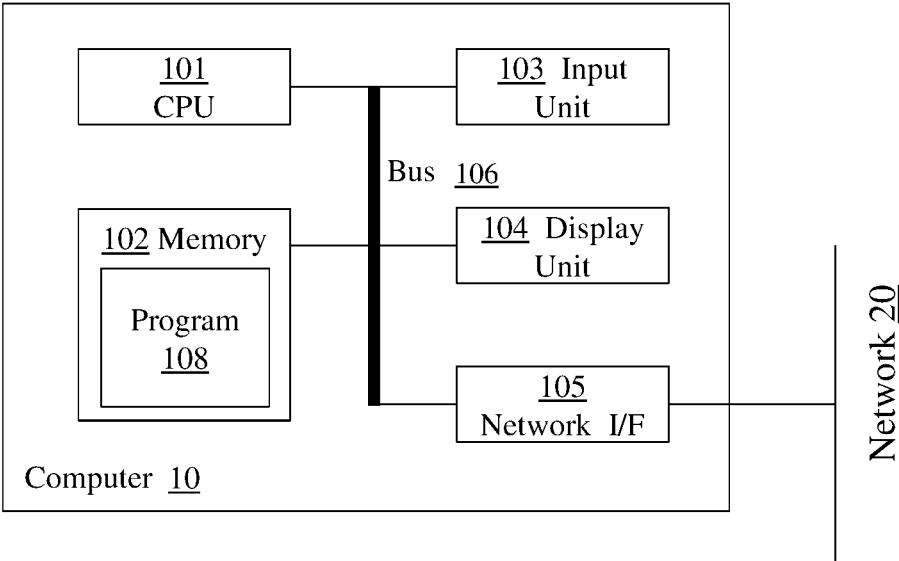 101
CPU
103 Input
Unit
Bus 106
102 Memory
104 Display
Unit
Program
108
105
Network I/F
Computer 10
Network 20